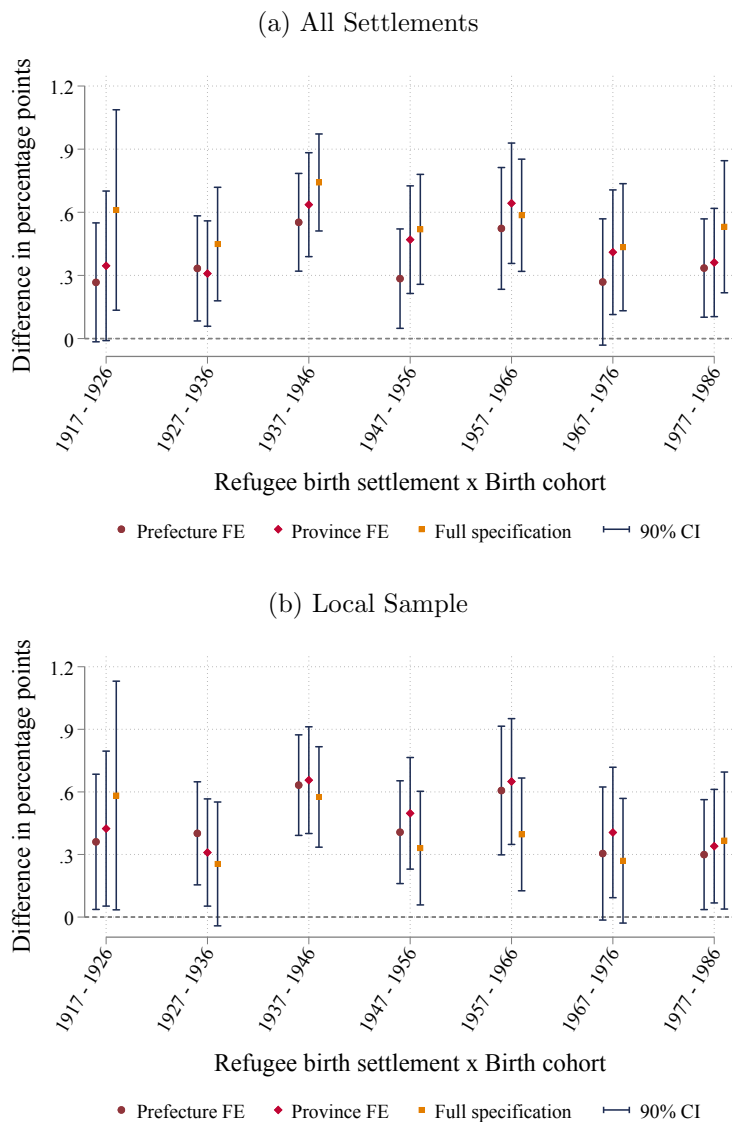 (a) All Settlements
Difference in percentage points
1.2
.9
.6
.3
0
1917 - 1926
1927 - 1936
1937 - 1946
1947 - 1956
1957 - 1966
1967 - 1976
1977 - 1986
Refugee birth settlement x Birth cohort
Prefecture FE Province FE Full specification 90% CI
(b) Local Sample
Difference in percentage points
1.2
.9
.6
.3
0
1917 - 1926
1927 - 1936
1937 - 1946
1947 - 1956
1957 - 1966
1967 - 1976
1977 - 1986
Refugee birth settlement x Birth cohort
Prefecture FE Province FE Full specification 90% CI